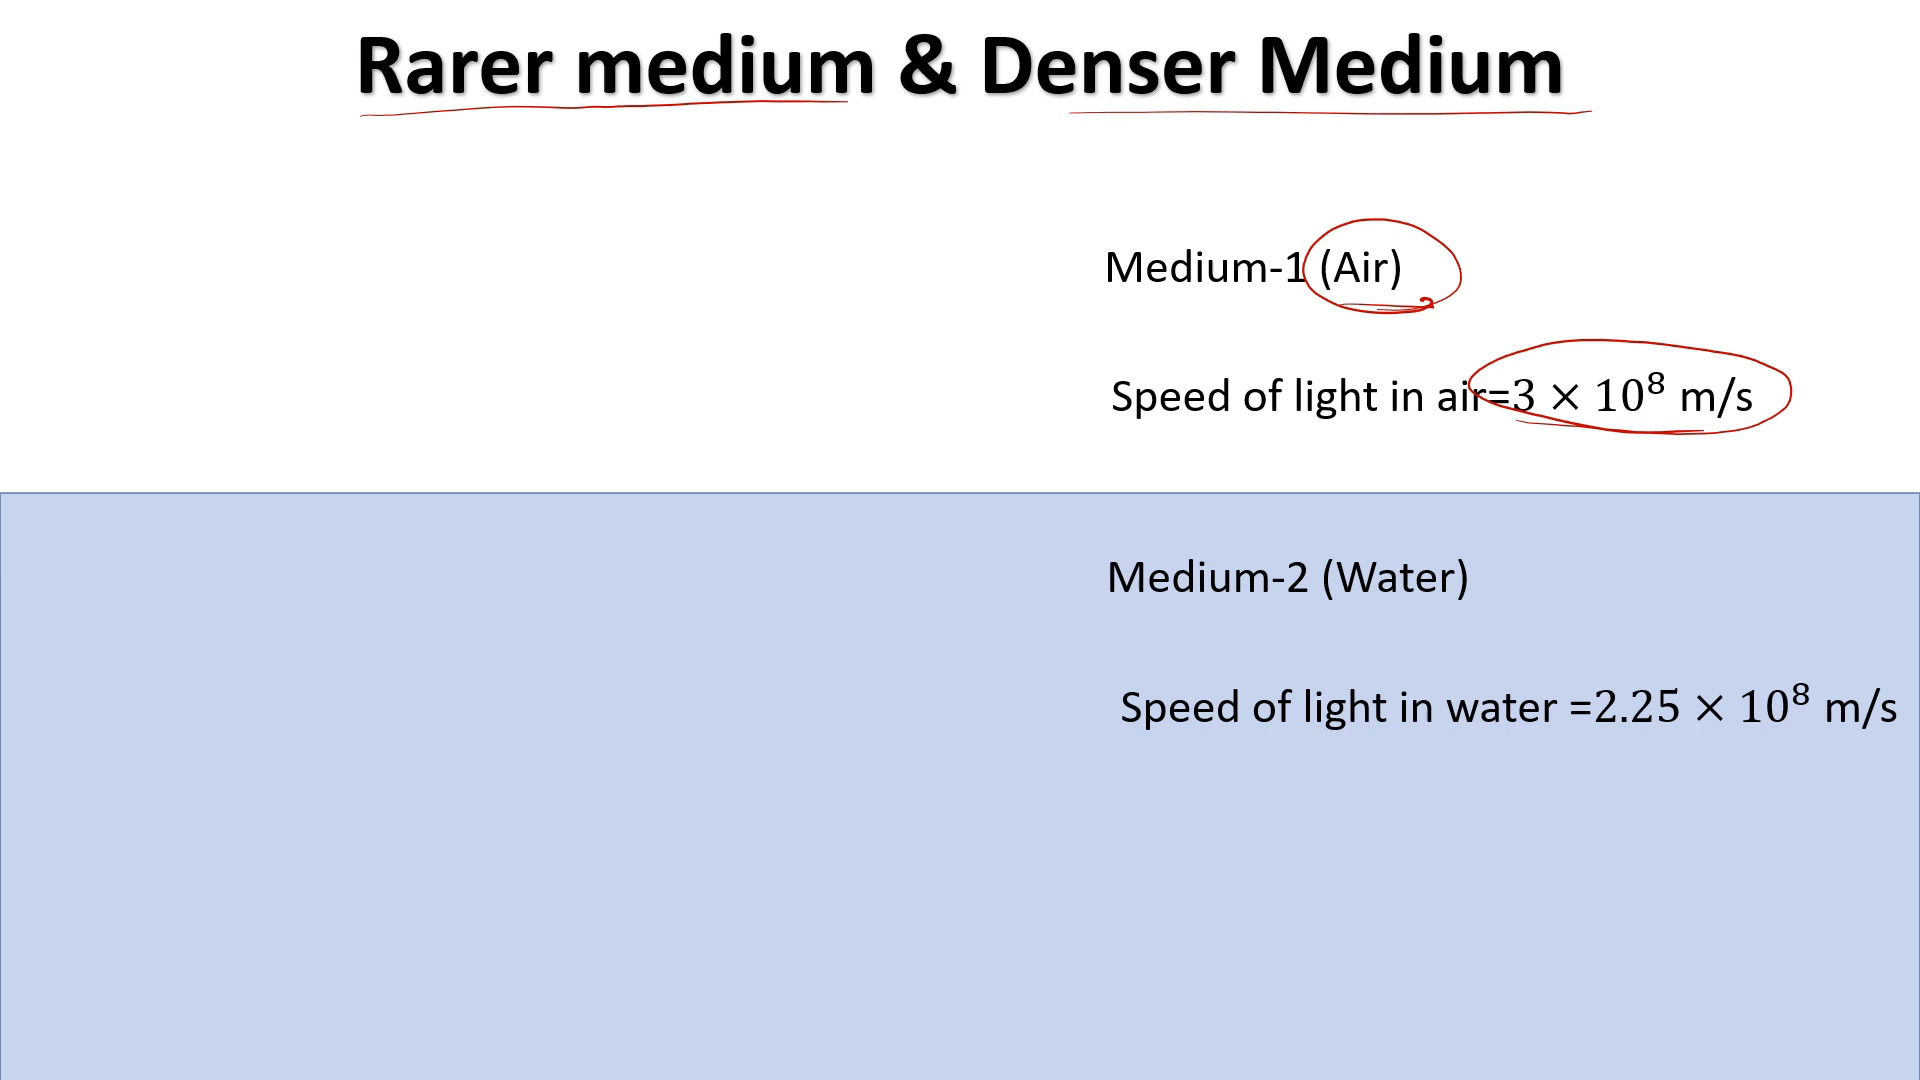 Rarer medium & Denser Medium
Medium-1 (Air)
Speed of light in air=3 × 10⁸ m/s
Medium-2 (Water)
Speed of light in water =2.25 × 10⁸ m/s